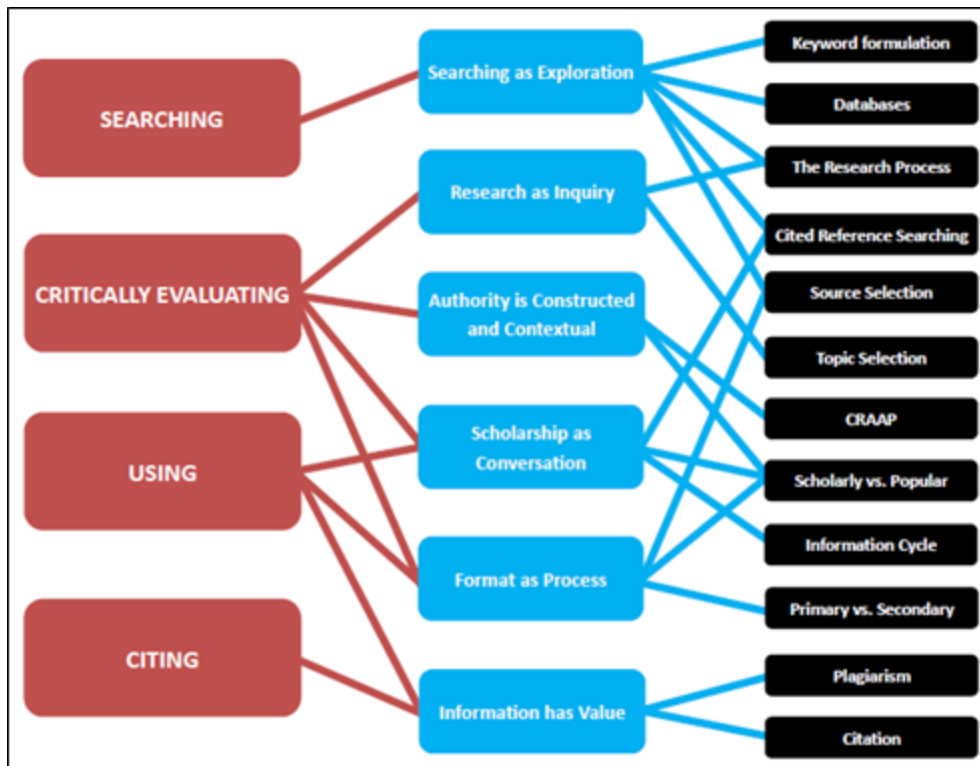 SEARCHING
CRITICALLY EVALUATING
USING
CITING
Searching as Exploration
Research as Inquiry
Authority is Constructed
and Contextual
Scholarship as
Conversation
Format as Process
Information has Value
Keyword formulation
Databases
The Research Process
Cited Reference Searching
Source Selection
Topic Selection
CRAAP
Scholarly vs. Popular
Information Cycle
Primary vs. Secondary
Plagiarism
Citation